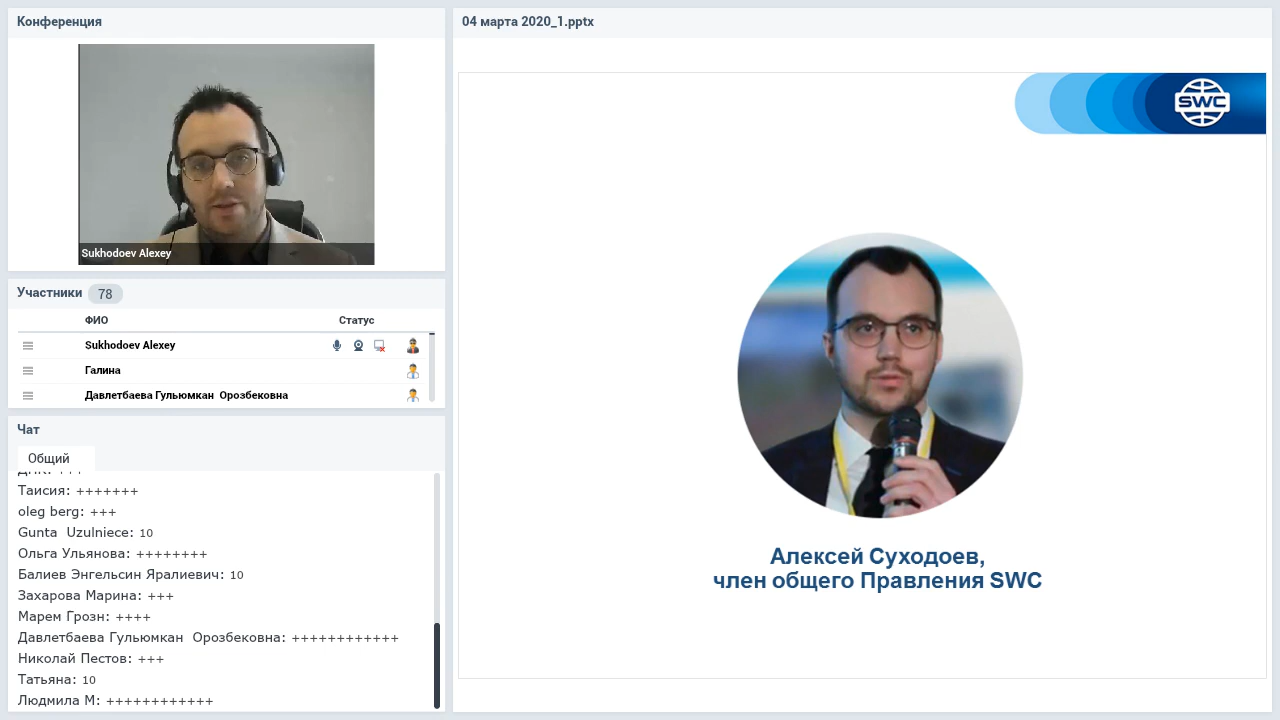 Конференция
Sukhodoev Alexey
Участники 78
ФИО Статус
Sukhodoev Alexey
Галина
Давлетбаева Гульюмкан Орозбековна
Чат
Общий
Таисия: +++++++
oleg berg: +++
Gunta Uzulniece: 10
Ольга Ульянова: ++++++++
Балиев Энгельсин Яралиевич: 10
Захарова Марина: +++
Марем Грозн: ++++
Давлетбаева Гульюмкан Орозбековна: ++++++++++++
Николай Пестов: +++
Татьяна: 10
Людмила М: ++++++++++++
04 марта 2020_1.pptx
SWC
Алексей Суходоев,
член общего Правления SWC